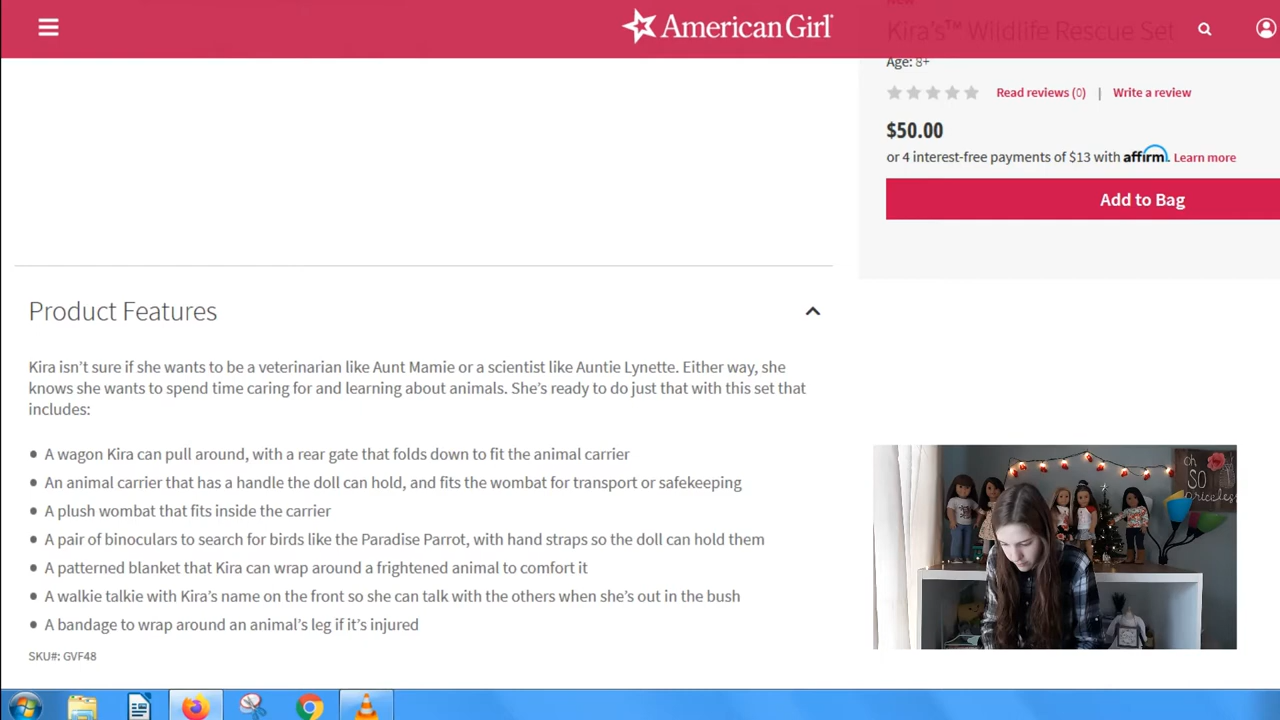 American Girl
Kira's™ Wildlife Rescue Set
Age: 8+
Read reviews (0) | Write a review
$50.00
or 4 interest-free payments of $13 with affirm. Learn more
Add to Bag
Product Features
Kira isn't sure if she wants to be a veterinarian like Aunt Mamie or a scientist like Auntie Lynette. Either way, she
knows she wants to spend time caring for and learning about animals. She's ready to do just that with this set that
includes:
• A wagon Kira can pull around, with a rear gate that folds down to fit the animal carrier
• An animal carrier that has a handle the doll can hold, and fits the wombat for transport or safekeeping
• A plush wombat that fits inside the carrier
• A pair of binoculars to search for birds like the Paradise Parrot, with hand straps so the doll can hold them
• A patterned blanket that Kira can wrap around a frightened animal to comfort it
• A walkie talkie with Kira's name on the front so she can talk with the others when she's out in the bush
• A bandage to wrap around an animal's leg if it's injured
SKU#: GVF48
oh
SO
priceless